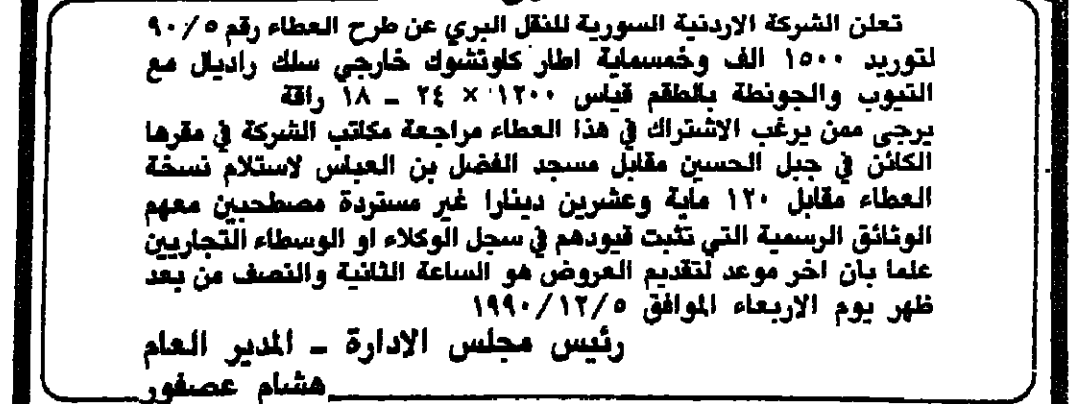 تعلن الشركة الاردنية السورية للنقل البري عن طرح العطاء رقم ٩٠/٥
لتوريد ١٥٠٠ الف وخمسماية اطار كاوتشوك خارجي سلك راديال مع
التيوب والجونطة بالطقم قياس ١٢٠٠ × ٢٤ ــ ١٨ راقة
يرجى ممن يرغب الاشتراك في هذا العطاء مراجعة مكاتب الشركة في مقرها
الكائن في جبل الحسين مقابل مسجد الفضل بن العباس لاستلام نسخة
العطاء مقابل ١٢٠ ماية وعشرين دينارا غير مستردة مصطحبين معهم
الوثائق الرسمية التي تثبت قيودهم في سجل الوكلاء او الوسطاء التجاريين
علما بان اخر موعد لتقديم العروض هو الساعة الثانية والنصف من بعد
ظهر يوم الاربعاء الموافق ١٩٩٠/١٢/٥
رئيس مجلس الادارة ــ المدير العام
هشام عصفور